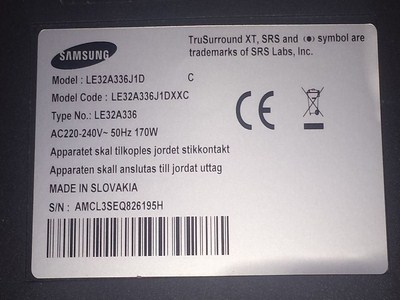 SAMSUNG
TruSurround XT, SRS and (●) symbol are
trademarks of SRS Labs, Inc.
Model : LE32A336J1D C
Model Code : LE32A336J1DXXC
Type No.: LE32A336
AC220-240V~ 50Hz 170W
Apparatet skal tilkoples jordet stikkontakt
Apparaten skall anslutas till jordat uttag
MADE IN SLOVAKIA
S/N : AMCL3SEQ826195H